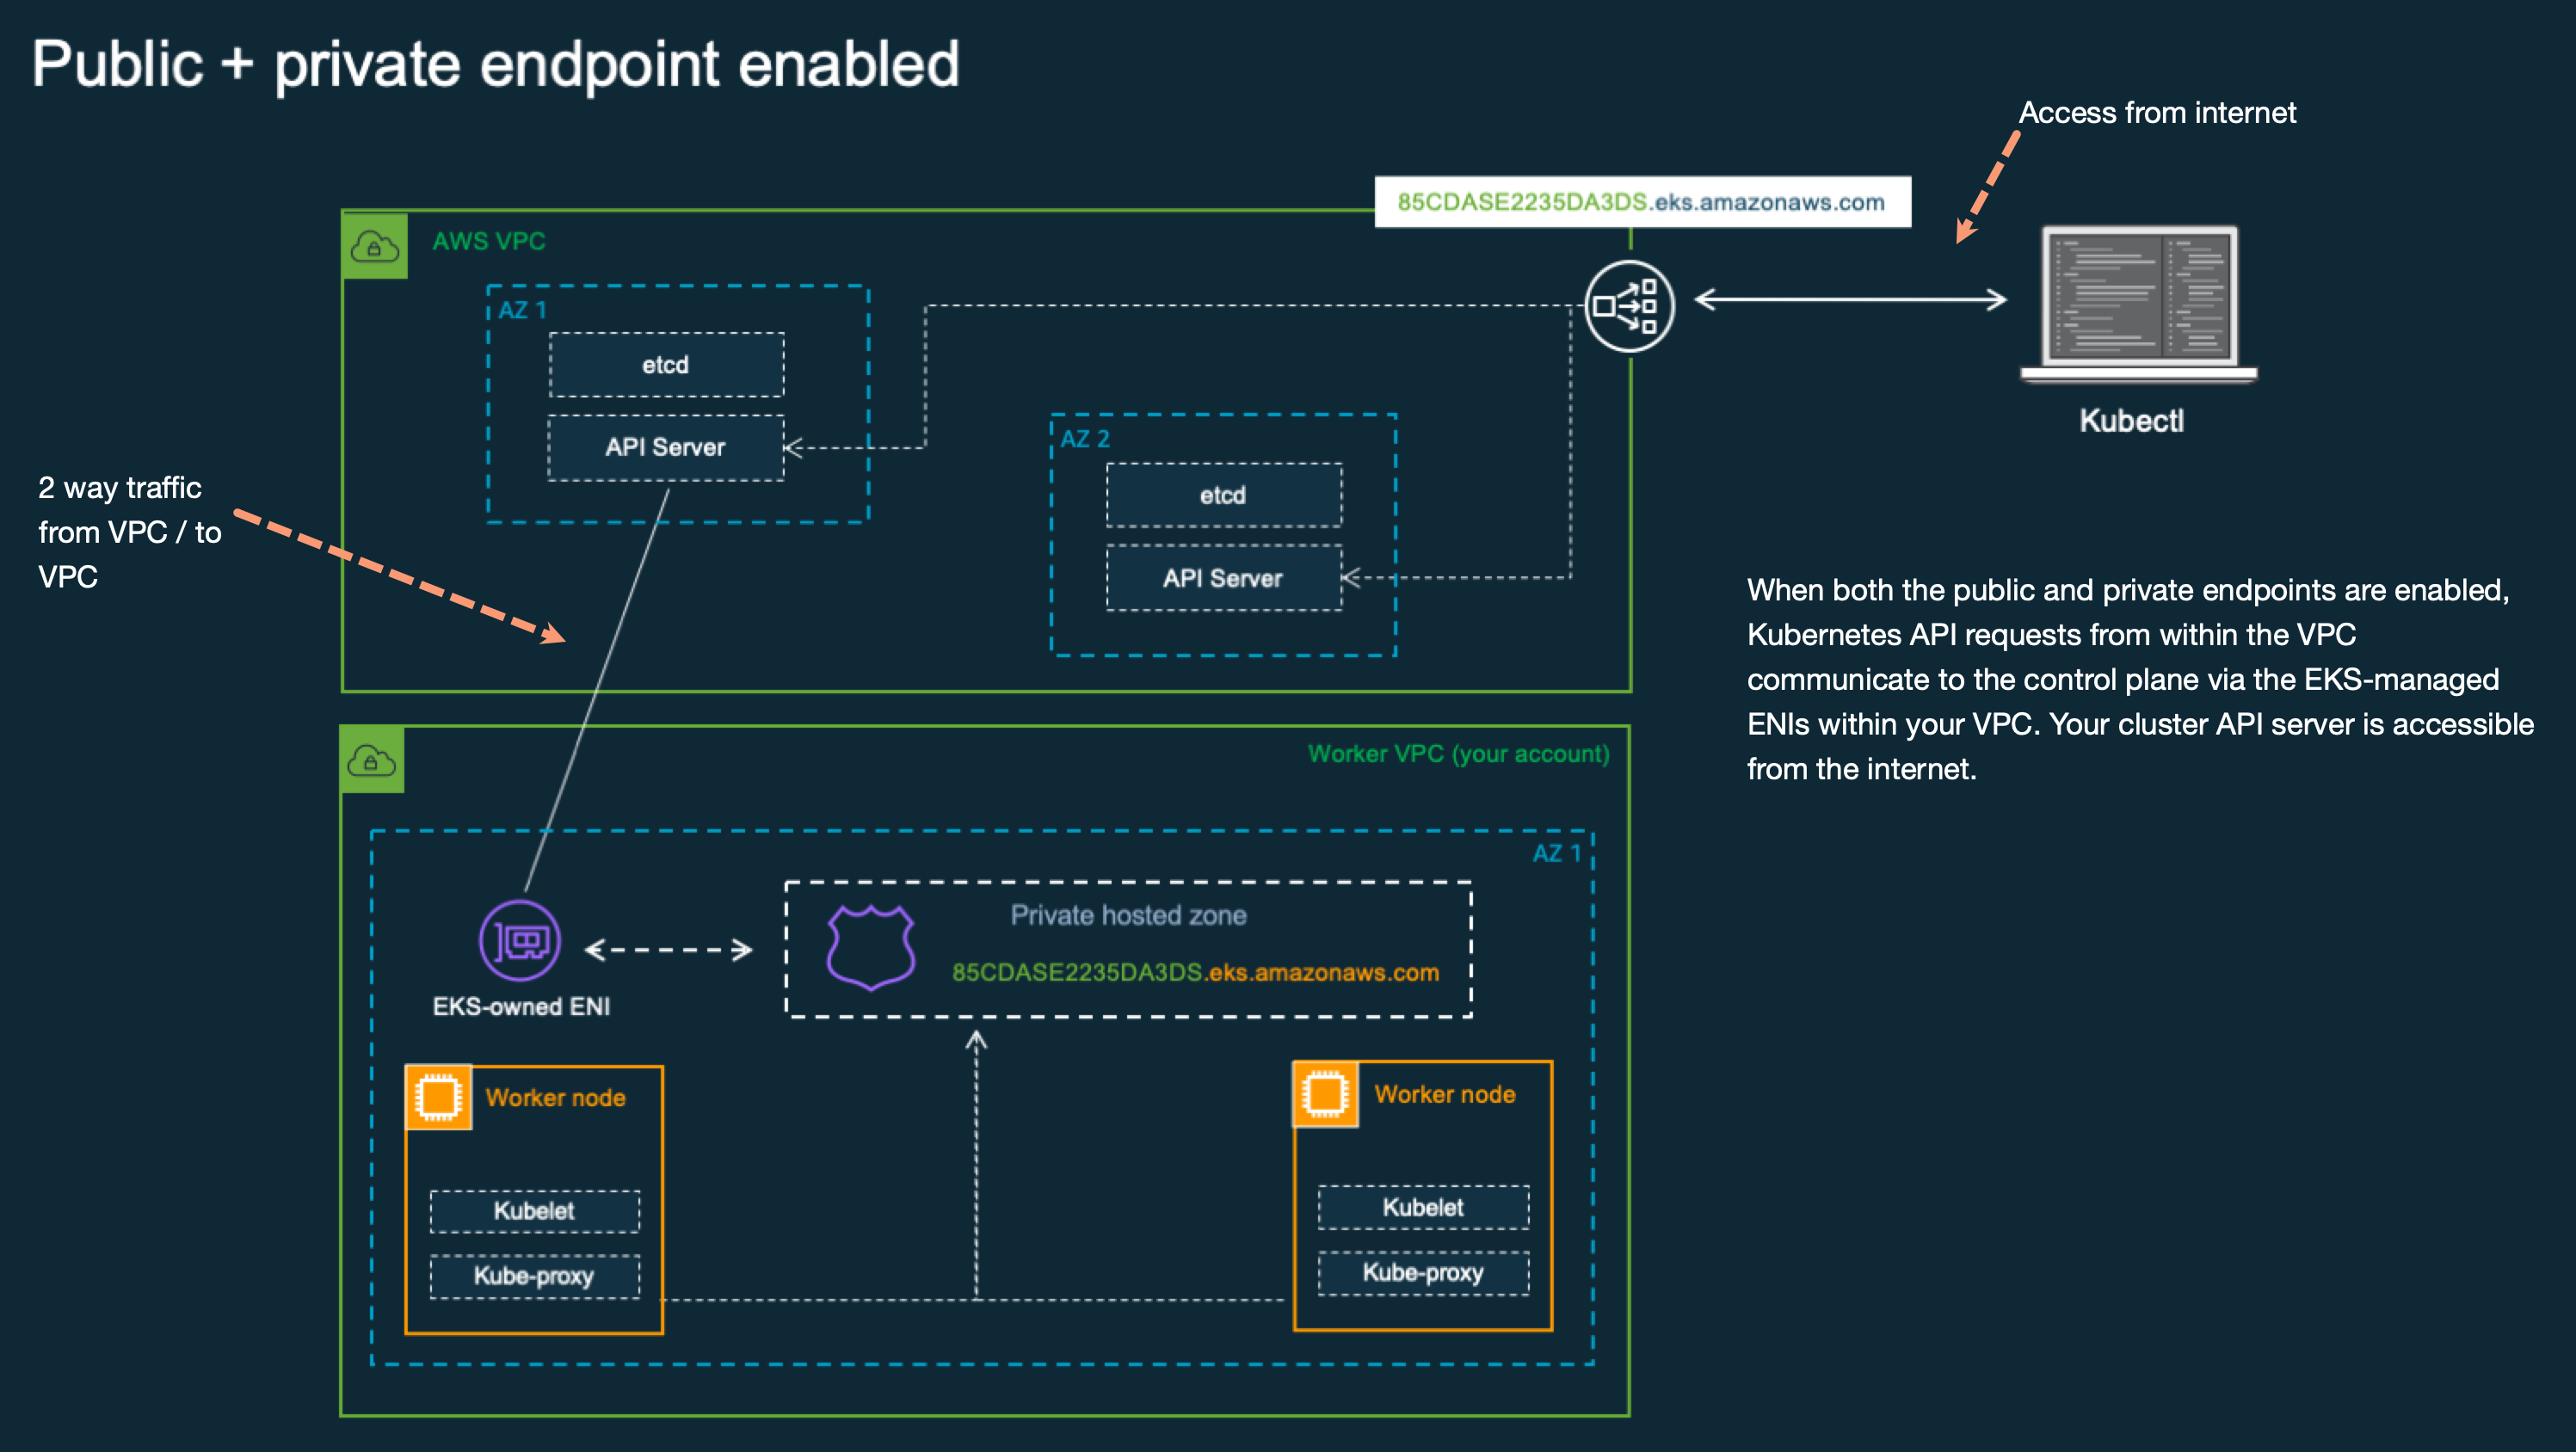 Public + private endpoint enabled
Access from internet
85CDASE2235DA3DS.eks.amazonaws.com
AWS VPC
AZ 1
etcd
API Server
AZ 2
etcd
API Server
Kubectl
2 way traffic
from VPC / to
VPC
When both the public and private endpoints are enabled,
Kubernetes API requests from within the VPC
communicate to the control plane via the EKS-managed
ENIs within your VPC. Your cluster API server is accessible
from the internet.
Worker VPC (your account)
AZ 1
Private hosted zone
85CDASE2235DA3DS.eks.amazonaws.com
EKS-owned ENI
Worker node
Kubelet
Kube-proxy
Worker node
Kubelet
Kube-proxy